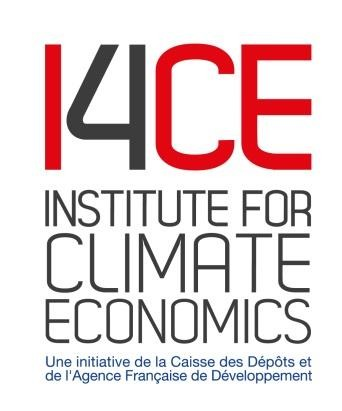 I4CE
INSTITUTE FOR
CLIMATE
ECONOMICS
Une initiative de la Caisse des Dépôts et
de l'Agence Française de Développement